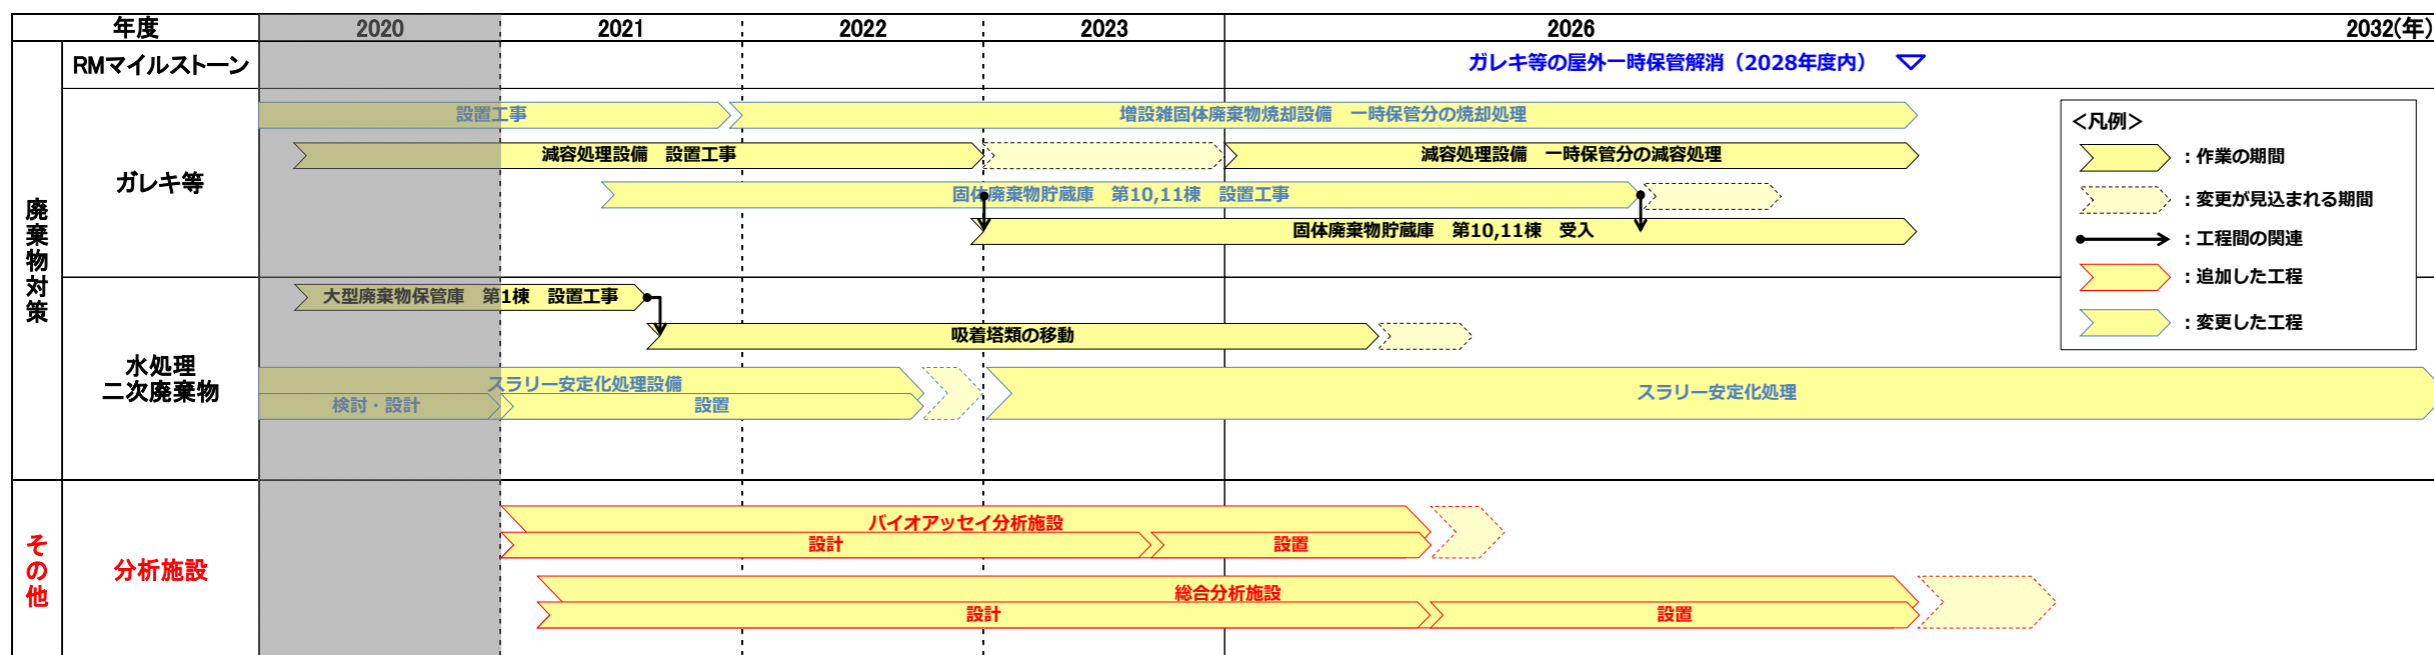 年度 2020 2021 2022 2023 2026 2032(年)
廃棄物対策
RMマイルストーン
ガレキ等の屋外一時保管解消（2028年度内）
ガレキ等
設置工事
増設雑固体廃棄物焼却設備　一時保管分の焼却処理
減容処理設備　設置工事
減容処理設備　一時保管分の減容処理
固体廃棄物貯蔵庫　第10,11棟　設置工事
固体廃棄物貯蔵庫　第10,11棟　受入
水処理
二次廃棄物
大型廃棄物保管庫　第1棟　設置工事
吸着塔類の移動
スラリー安定化処理設備
検討・設計
設置
スラリー安定化処理
その他
分析施設
バイオアッセイ分析施設
設計
設置
総合分析施設
設計
設置
＜凡例＞
：作業の期間
：変更が見込まれる期間
：工程間の関連
：追加した工程
：変更した工程